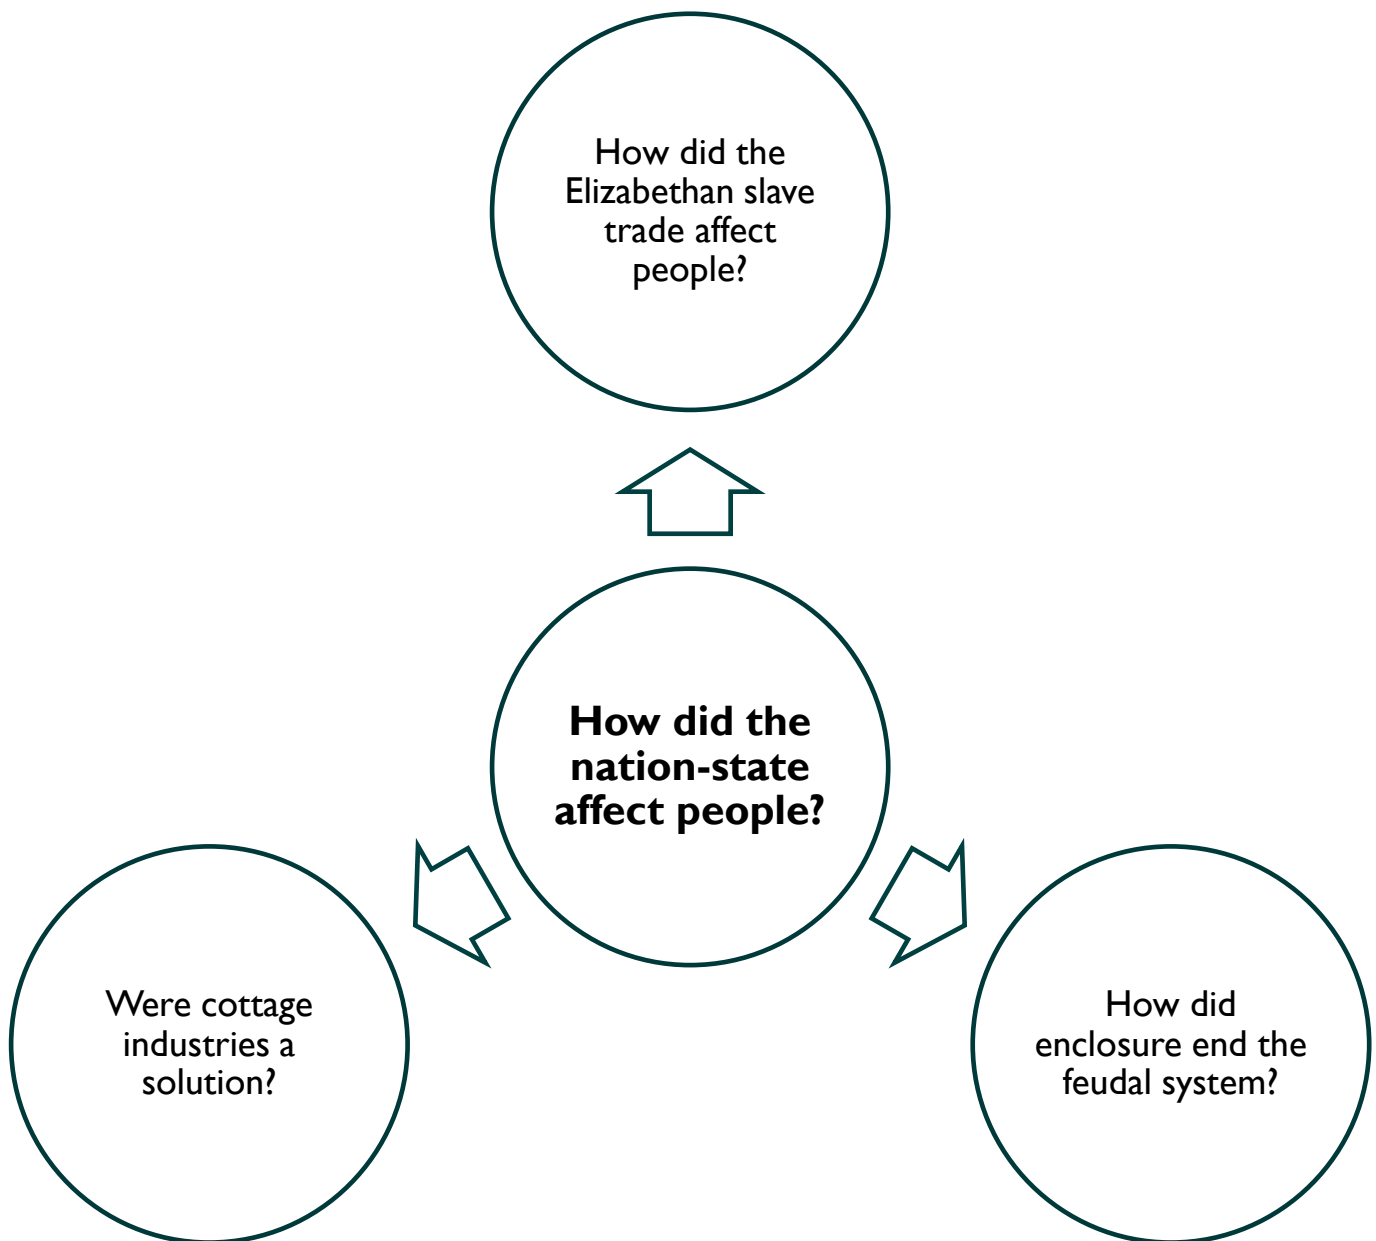 How did the
Elizabethan slave
trade affect
people?
How did the
nation-state
affect people?
Were cottage
industries a
solution?
How did
enclosure end the
feudal system?